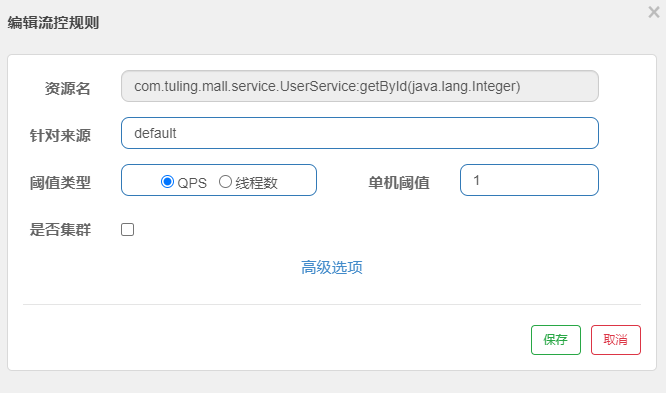 编辑流控规则
×
资源名 com.tuling.mall.service.UserService:getById(java.lang.Integer)
针对来源 default
阈值类型 QPS 线程数 单机阈值 1
是否集群
高级选项
保存 取消